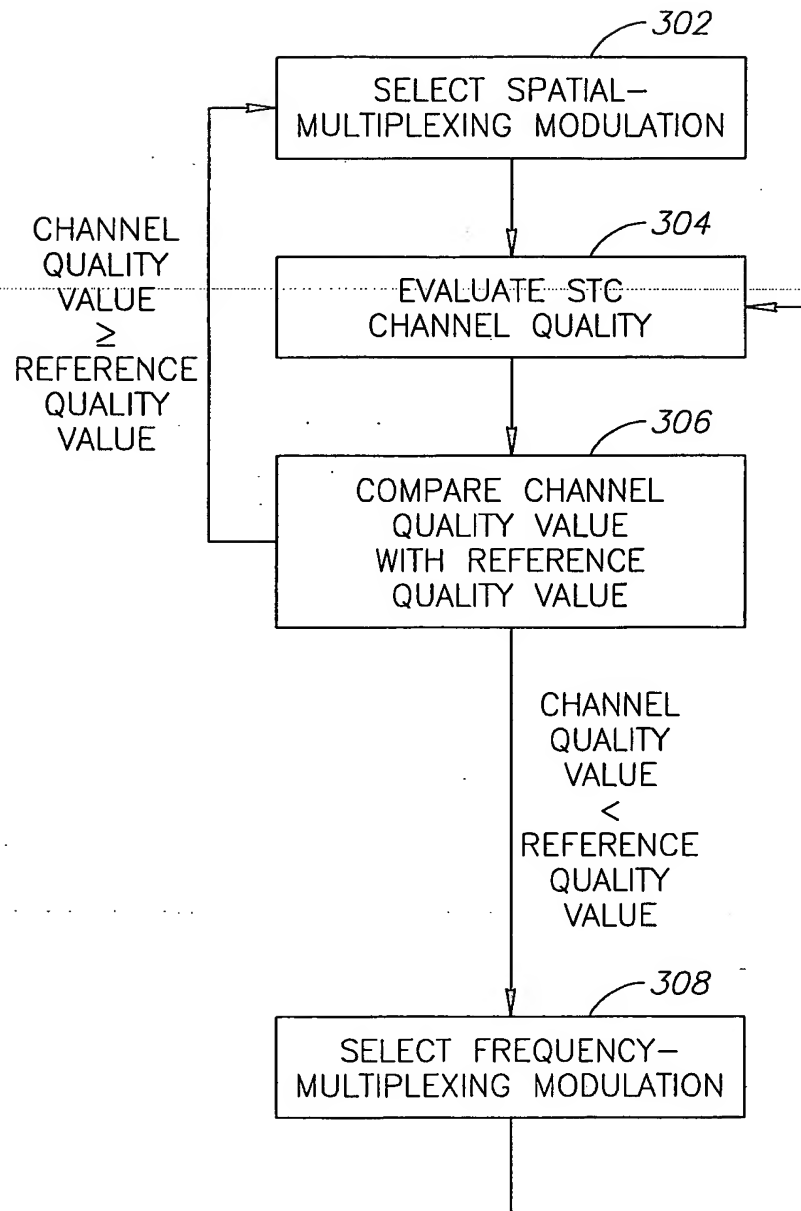 302
SELECT SPATIAL-
MULTIPLEXING MODULATION
304
EVALUATE STC
CHANNEL QUALITY
CHANNEL
QUALITY
VALUE
≥
REFERENCE
QUALITY
VALUE
306
COMPARE CHANNEL
QUALITY VALUE
WITH REFERENCE
QUALITY VALUE
CHANNEL
QUALITY
VALUE
<
REFERENCE
QUALITY
VALUE
308
SELECT FREQUENCY-
MULTIPLEXING MODULATION